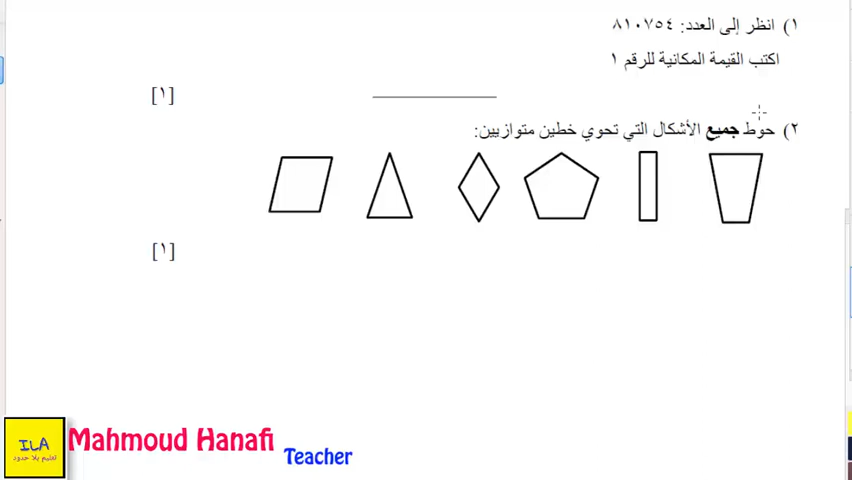 ١) انظر إلى العدد: ٨١٠٧٥٤
اكتب القيمة المكانية للرقم ١
[١]
٢) حوط جميع الأشكال التي تحوي خطين متوازيين:
[١]
ILA
تعليم بلا حدود
Mahmoud Hanafi
Teacher